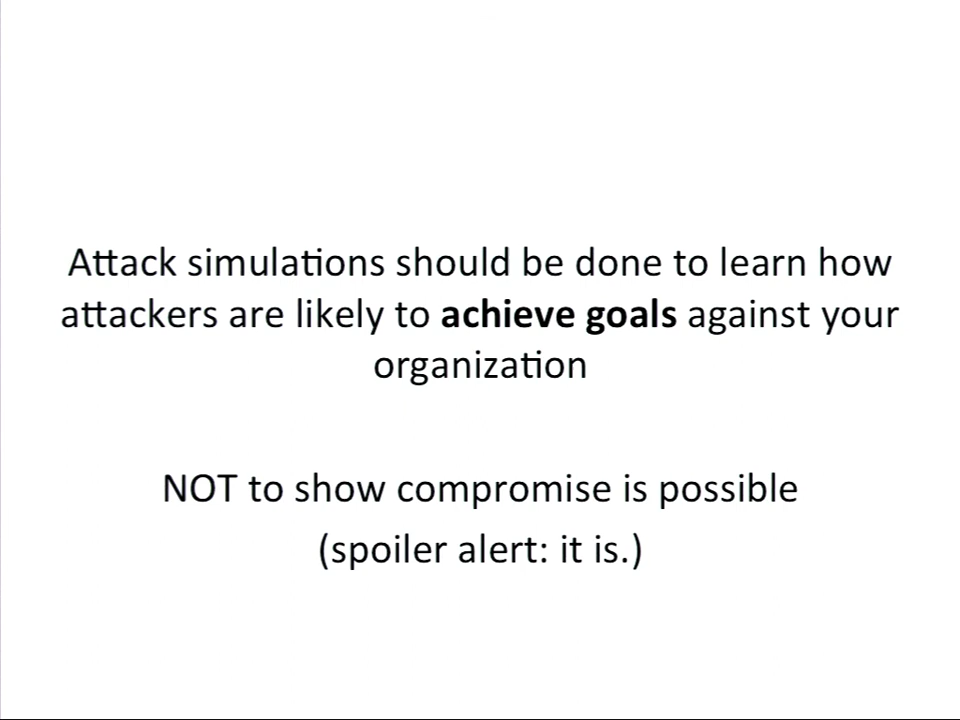 Attack simulations should be done to learn how
attackers are likely to achieve goals against your
organization
NOT to show compromise is possible
(spoiler alert: it is.)